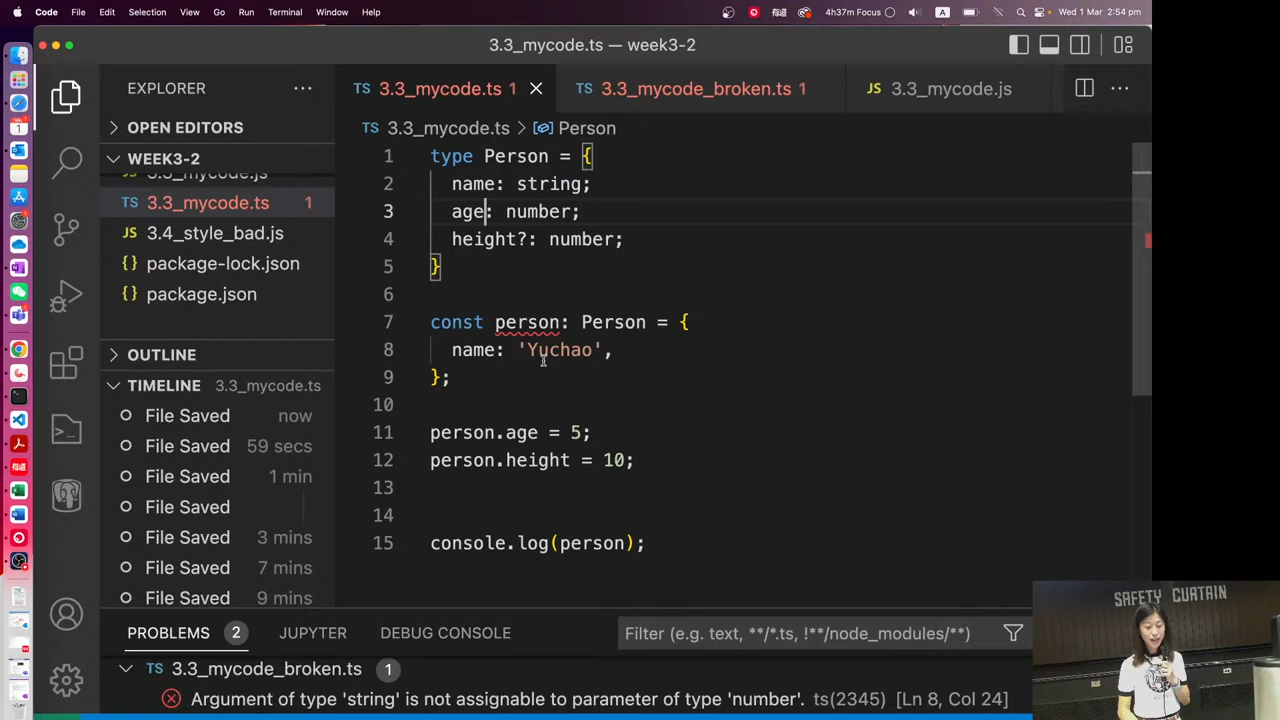 Code File Edit Selection View Go Run Terminal Window Help 4h37m Focus A Wed 1 Mar 2:54 pm
3.3_mycode.ts — week3-2
EXPLORER
TS 3.3_mycode.ts 1
TS 3.3_mycode_broken.ts 1
JS 3.3_mycode.js
OPEN EDITORS
WEEK3-2
3.3_mycode.js
TS 3.3_mycode.ts 1
JS 3.4_style_bad.js
{} package-lock.json
{} package.json
OUTLINE
TIMELINE 3.3_mycode.ts
File Saved now
File Saved 59 secs
File Saved 1 min
File Saved
File Saved 3 mins
File Saved 7 mins
File Saved 9 mins
TS 3.3_mycode.ts > Person
1 type Person = {
2 name: string;
3 age: number;
4 height?: number;
5 }
6
7 const person: Person = {
8 name: 'Yuchao',
9 };
10
11 person.age = 5;
12 person.height = 10;
13
14
15 console.log(person);
PROBLEMS 2 JUPYTER DEBUG CONSOLE Filter (e.g. text, **/*.ts, !**/node_modules/**)
TS 3.3_mycode_broken.ts 1
Argument of type 'string' is not assignable to parameter of type 'number'. ts(2345) [Ln 8, Col 24]
SAFETY CURTAIN